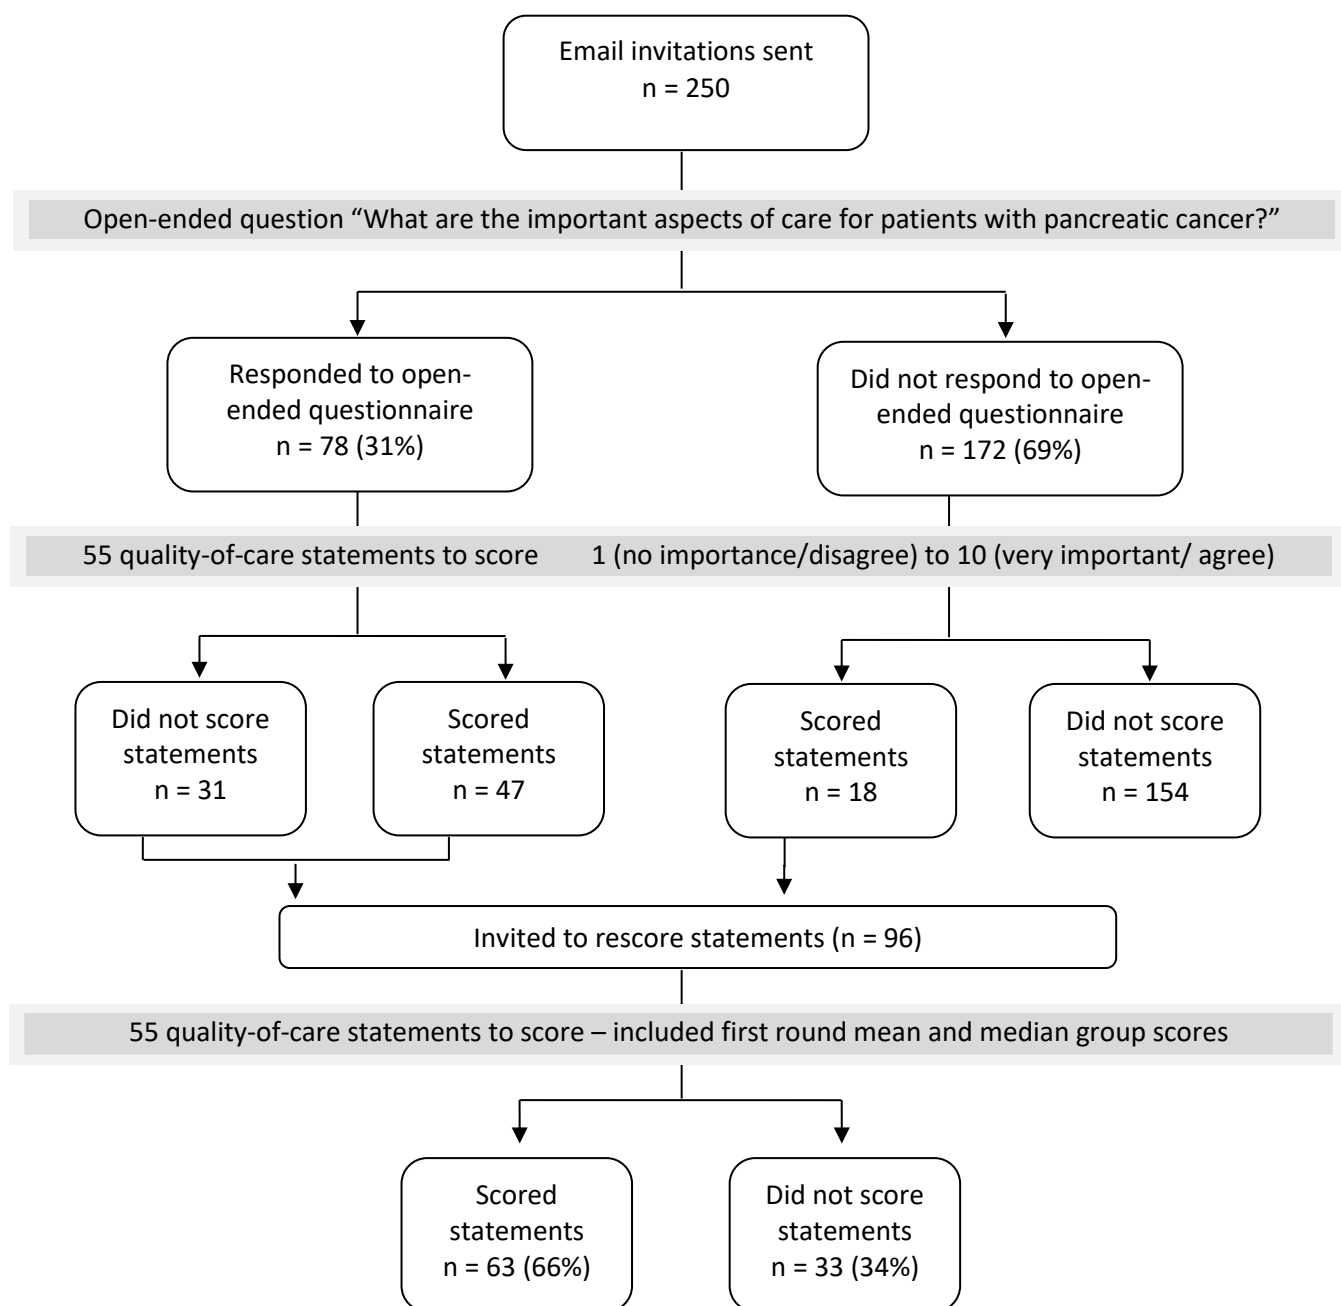 Email invitations sent
n = 250
Open-ended question “What are the important aspects of care for patients with pancreatic cancer?”
Responded to open-
ended questionnaire
n = 78 (31%)
Did not respond to open-
ended questionnaire
n = 172 (69%)
55 quality-of-care statements to score 1 (no importance/disagree) to 10 (very important/ agree)
Did not score
statements
n = 31
Scored
statements
n = 47
Scored
statements
n = 18
Did not score
statements
n = 154
Invited to rescore statements (n = 96)
55 quality-of-care statements to score – included first round mean and median group scores
Scored
statements
n = 63 (66%)
Did not score
statements
n = 33 (34%)